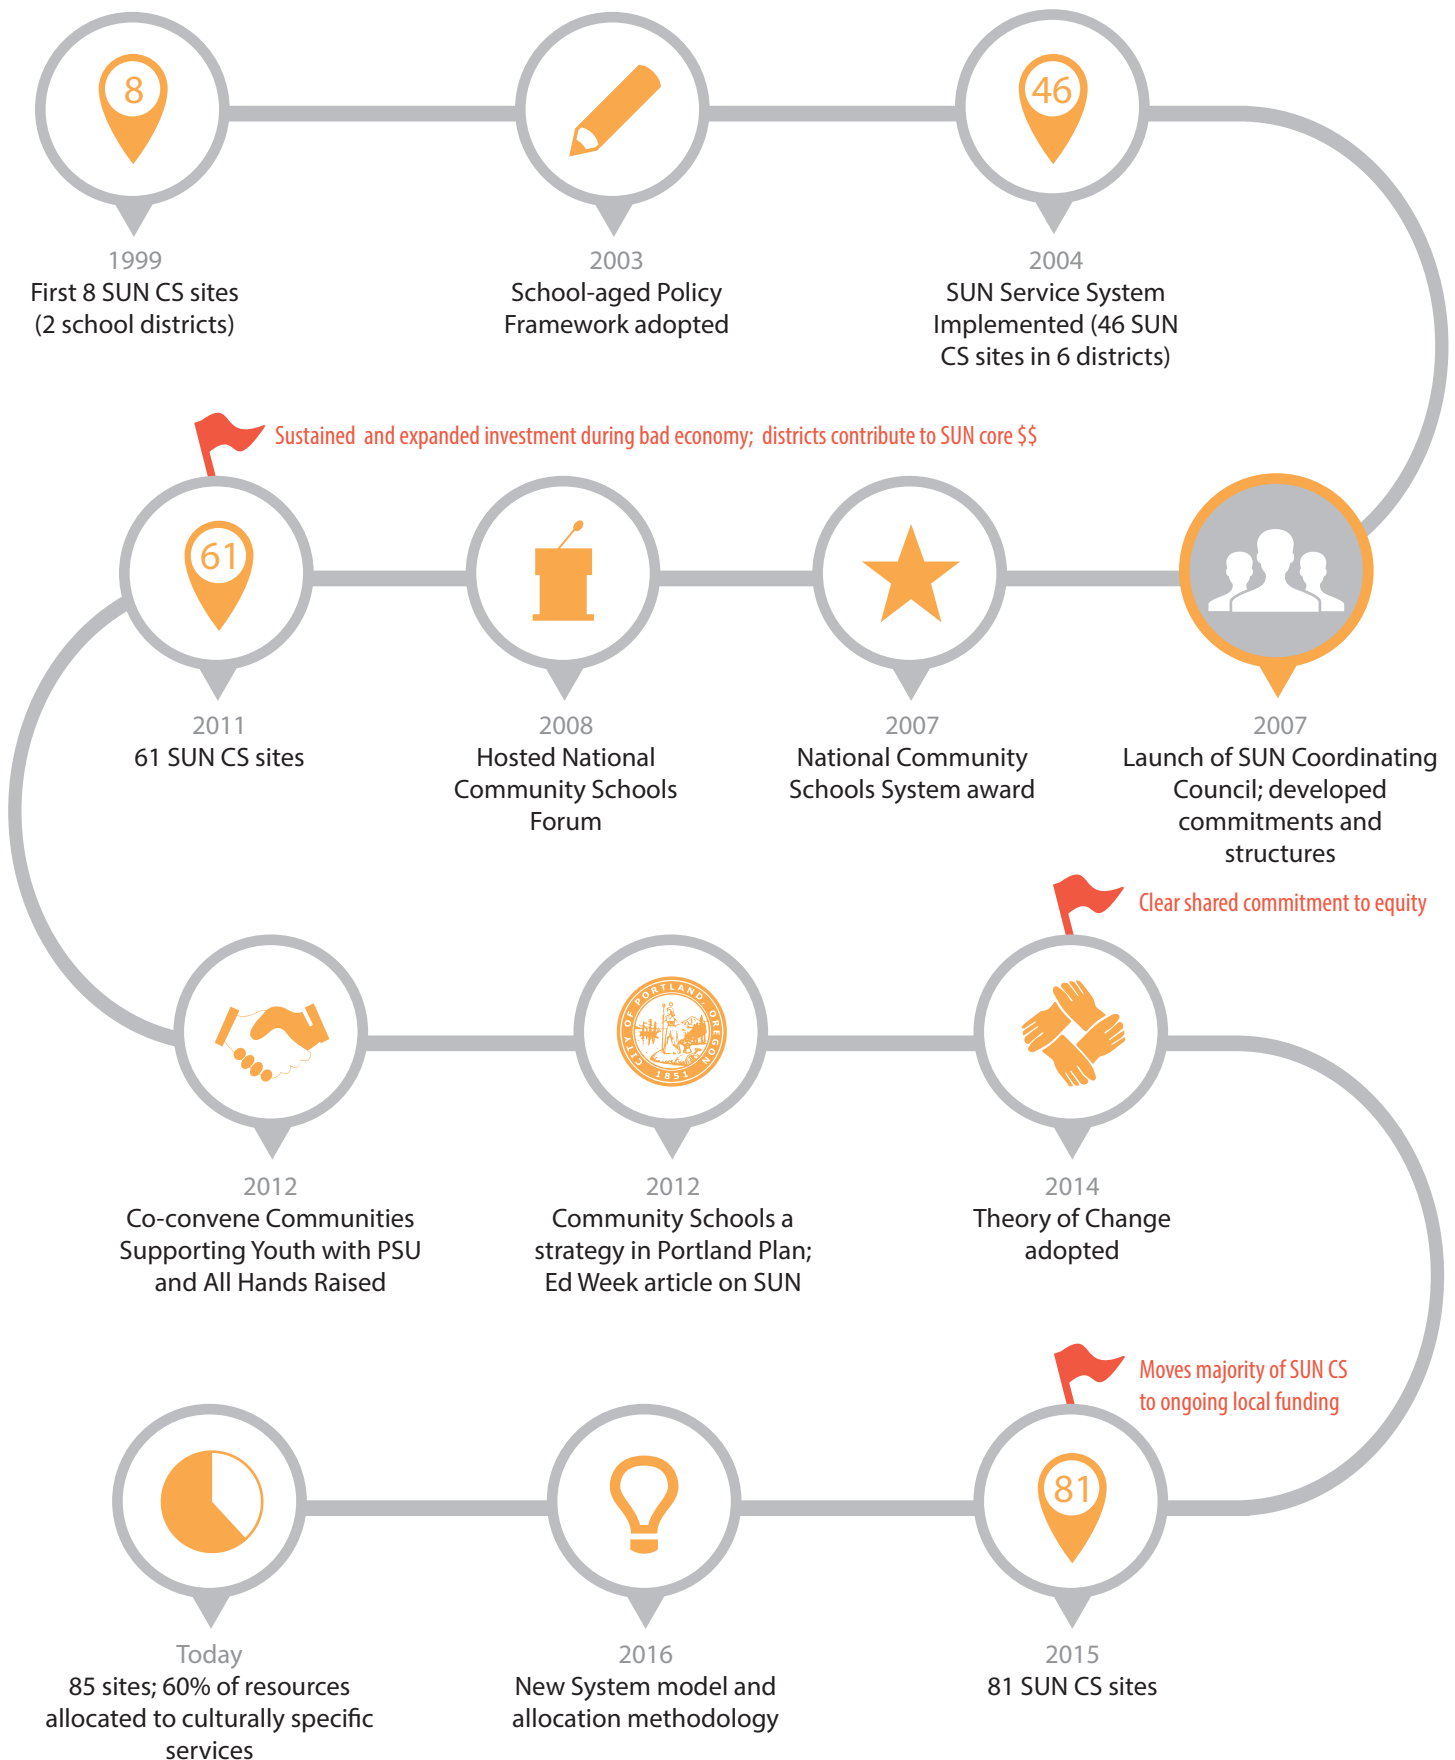 8
1999
First 8 SUN CS sites
(2 school districts)
2003
School-aged Policy
Framework adopted
46
2004
SUN Service System
Implemented (46 SUN
CS sites in 6 districts)
2007
Launch of SUN Coordinating
Council; developed
commitments and
structures
2007
National Community
Schools System award
2008
Hosted National
Community Schools
Forum
Sustained and expanded investment during bad economy; districts contribute to SUN core $$
61
2011
61 SUN CS sites
2012
Co-convene Communities
Supporting Youth with PSU
and All Hands Raised
CITY OF PORTLAND, OREGON
1851
2012
Community Schools a
strategy in Portland Plan;
Ed Week article on SUN
Clear shared commitment to equity
2014
Theory of Change
adopted
Moves majority of SUN CS
to ongoing local funding
81
2015
81 SUN CS sites
2016
New System model and
allocation methodology
Today
85 sites; 60% of resources
allocated to culturally specific
services